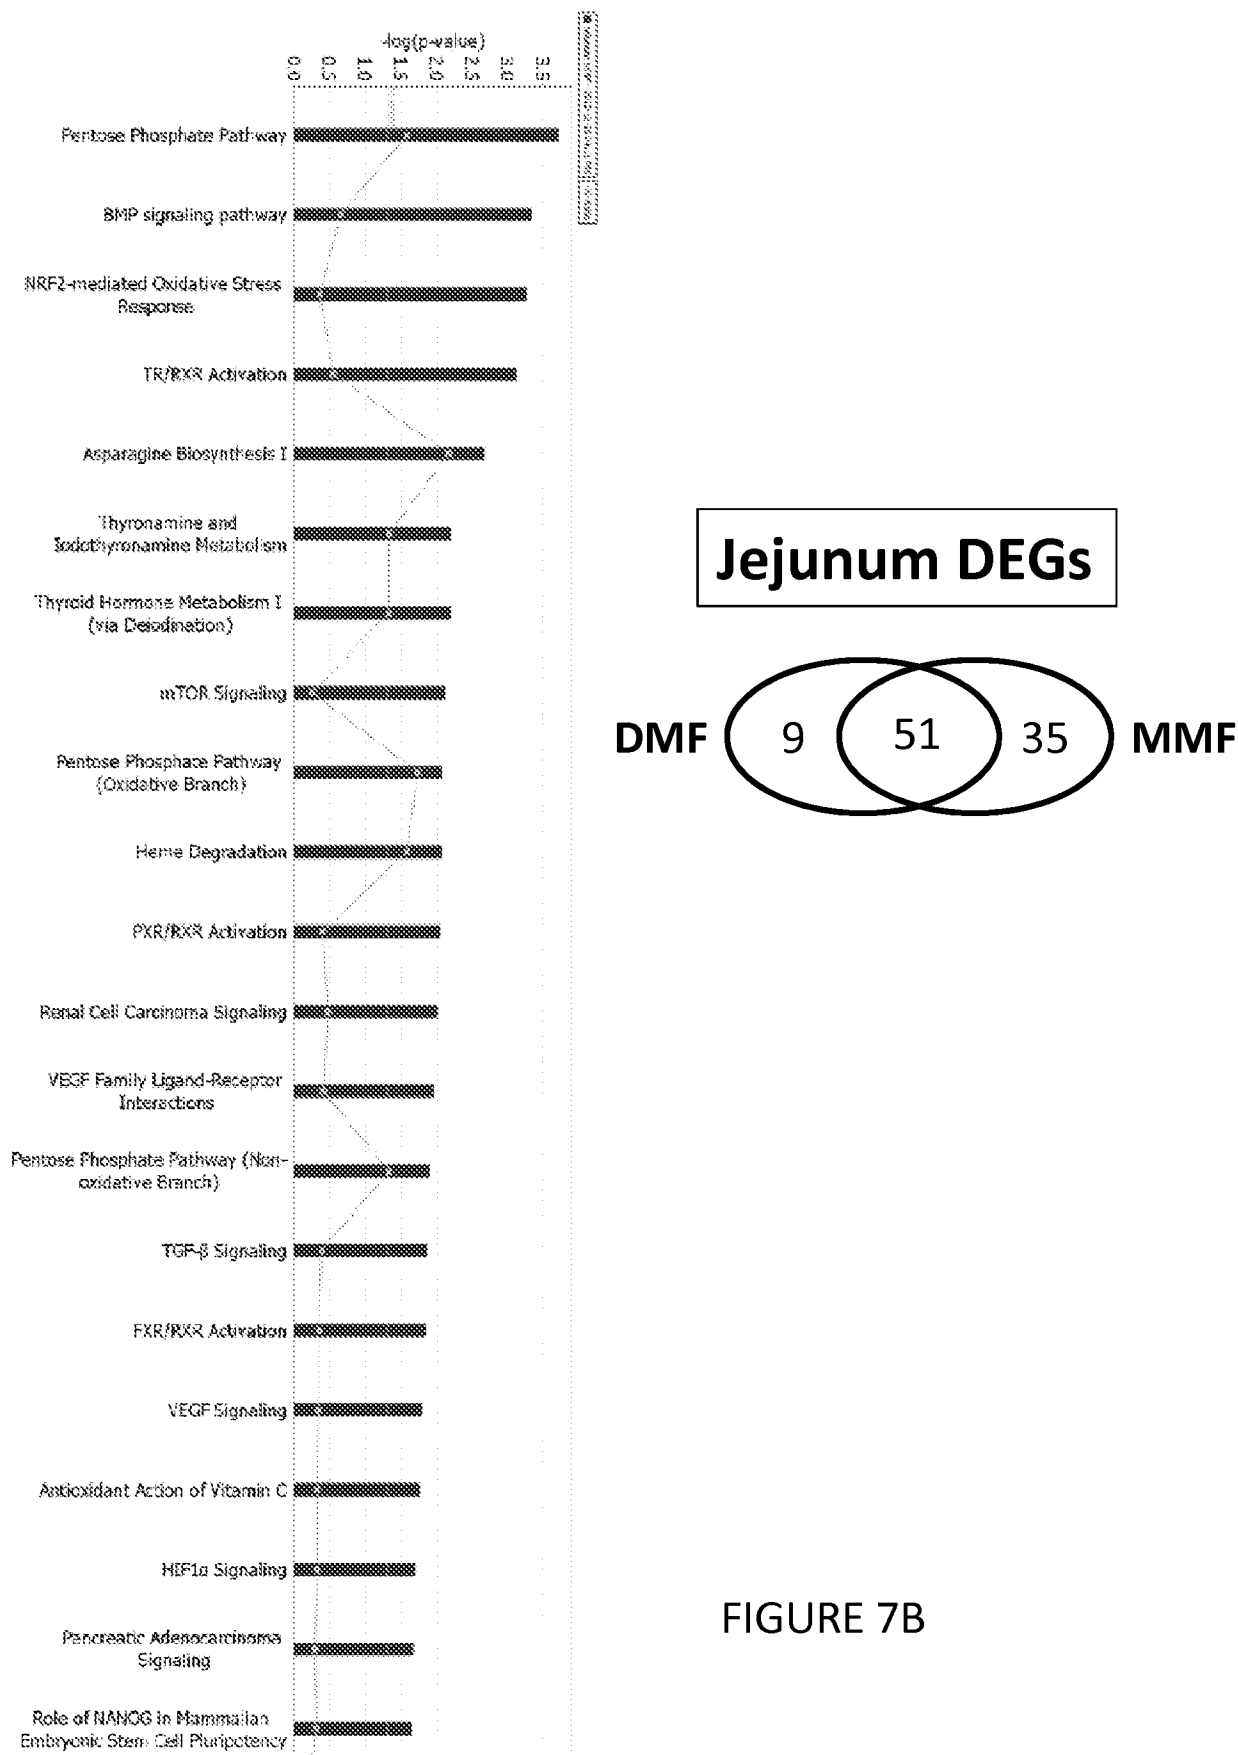 -log(p-value)
0.0 0.5 1.0 1.5 2.0 2.5 3.0 3.5
Pentose Phosphate Pathway
BMP signaling pathway
NRF2-mediated Oxidative Stress
Response
TR/RXR Activation
Asparagine Biosynthesis I
Thyronamine and
Iodothyronamine Metabolism
Thyroid Hormone Metabolism I
(via Deiodination)
mTOR Signaling
Pentose Phosphate Pathway
(Oxidative Branch)
Heme Degradation
PXR/RXR Activation
Renal Cell Carcinoma Signaling
VEGF Family Ligand-Receptor
Interactions
Pentose Phosphate Pathway (Non-
oxidative Branch)
TGF-β Signaling
FXR/RXR Activation
VEGF Signaling
Antioxidant Action of Vitamin C
HIF1α Signaling
Pancreatic Adenocarcinoma
Signaling
Role of NANOG in Mammalian
Embryonic Stem Cell Pluripotency
Jejunum DEGs
DMF 9 51 35 MMF
FIGURE 7B